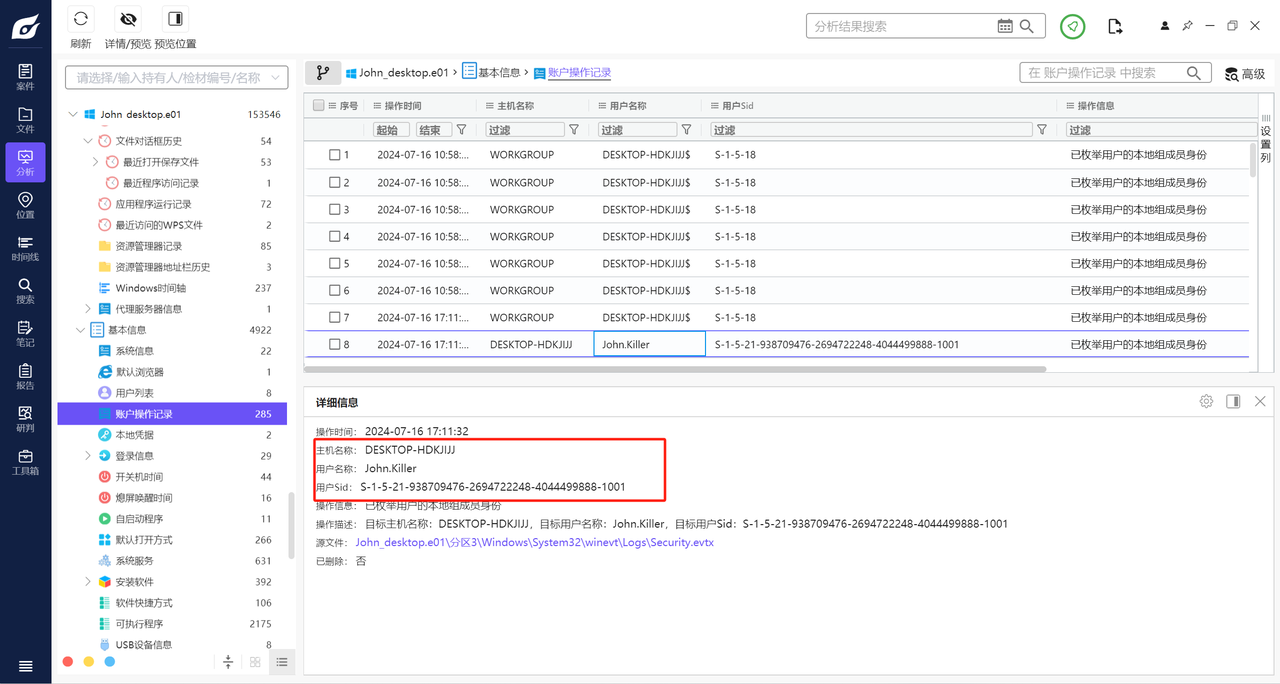 刷新 详情/预览 预览位置
分析结果搜索
案件
文件
分析
位置
时间线
搜索
笔记
报告
研判
工具箱
请选择/输入持有人/检材编号/名称
John_desktop.e01 153546
文件对话框历史 54
最近打开保存文件 53
最近程序访问记录 1
应用程序运行记录 72
最近访问的WPS文件 2
资源管理器记录 85
资源管理器地址栏历史 3
Windows时间轴 237
代理服务器信息 1
基本信息 4922
系统信息 22
默认浏览器 1
用户列表 8
账户操作记录 285
本地凭据 2
登录信息 29
开关机时间 44
熄屏唤醒时间 16
自启动程序 11
默认打开方式 266
系统服务 631
安装软件 392
软件快捷方式 106
可执行程序 2175
USB设备信息 8
John_desktop.e01 › 基本信息 › 账户操作记录
在 账户操作记录 中搜索
高级
序号 操作时间 主机名称 用户名称 用户Sid 操作信息
起始 结束 过滤 过滤 过滤 过滤
设置列
1 2024-07-16 10:58:... WORKGROUP DESKTOP-HDKJIJJ$ S-1-5-18 已枚举用户的本地组成员身份
2 2024-07-16 10:58:... WORKGROUP DESKTOP-HDKJIJJ$ S-1-5-18 已枚举用户的本地组成员身份
3 2024-07-16 10:58:... WORKGROUP DESKTOP-HDKJIJJ$ S-1-5-18 已枚举用户的本地组成员身份
4 2024-07-16 10:58:... WORKGROUP DESKTOP-HDKJIJJ$ S-1-5-18 已枚举用户的本地组成员身份
5 2024-07-16 10:58:... WORKGROUP DESKTOP-HDKJIJJ$ S-1-5-18 已枚举用户的本地组成员身份
6 2024-07-16 10:58:... WORKGROUP DESKTOP-HDKJIJJ$ S-1-5-18 已枚举用户的本地组成员身份
7 2024-07-16 17:11:... WORKGROUP DESKTOP-HDKJIJJ$ S-1-5-18 已枚举用户的本地组成员身份
8 2024-07-16 17:11:... DESKTOP-HDKJIJJ John.Killer S-1-5-21-938709476-2694722248-4044499888-1001 已枚举用户的本地组成员身份
详细信息
操作时间： 2024-07-16 17:11:32
主机名称： DESKTOP-HDKJIJJ
用户名称： John.Killer
用户Sid： S-1-5-21-938709476-2694722248-4044499888-1001
操作信息： 已枚举用户的本地组成员身份
操作描述： 目标主机名称：DESKTOP-HDKJIJJ，目标用户名称：John.Killer，目标用户Sid：S-1-5-21-938709476-2694722248-4044499888-1001
源文件： John_desktop.e01\分区3\Windows\System32\winevt\Logs\Security.evtx
已删除： 否